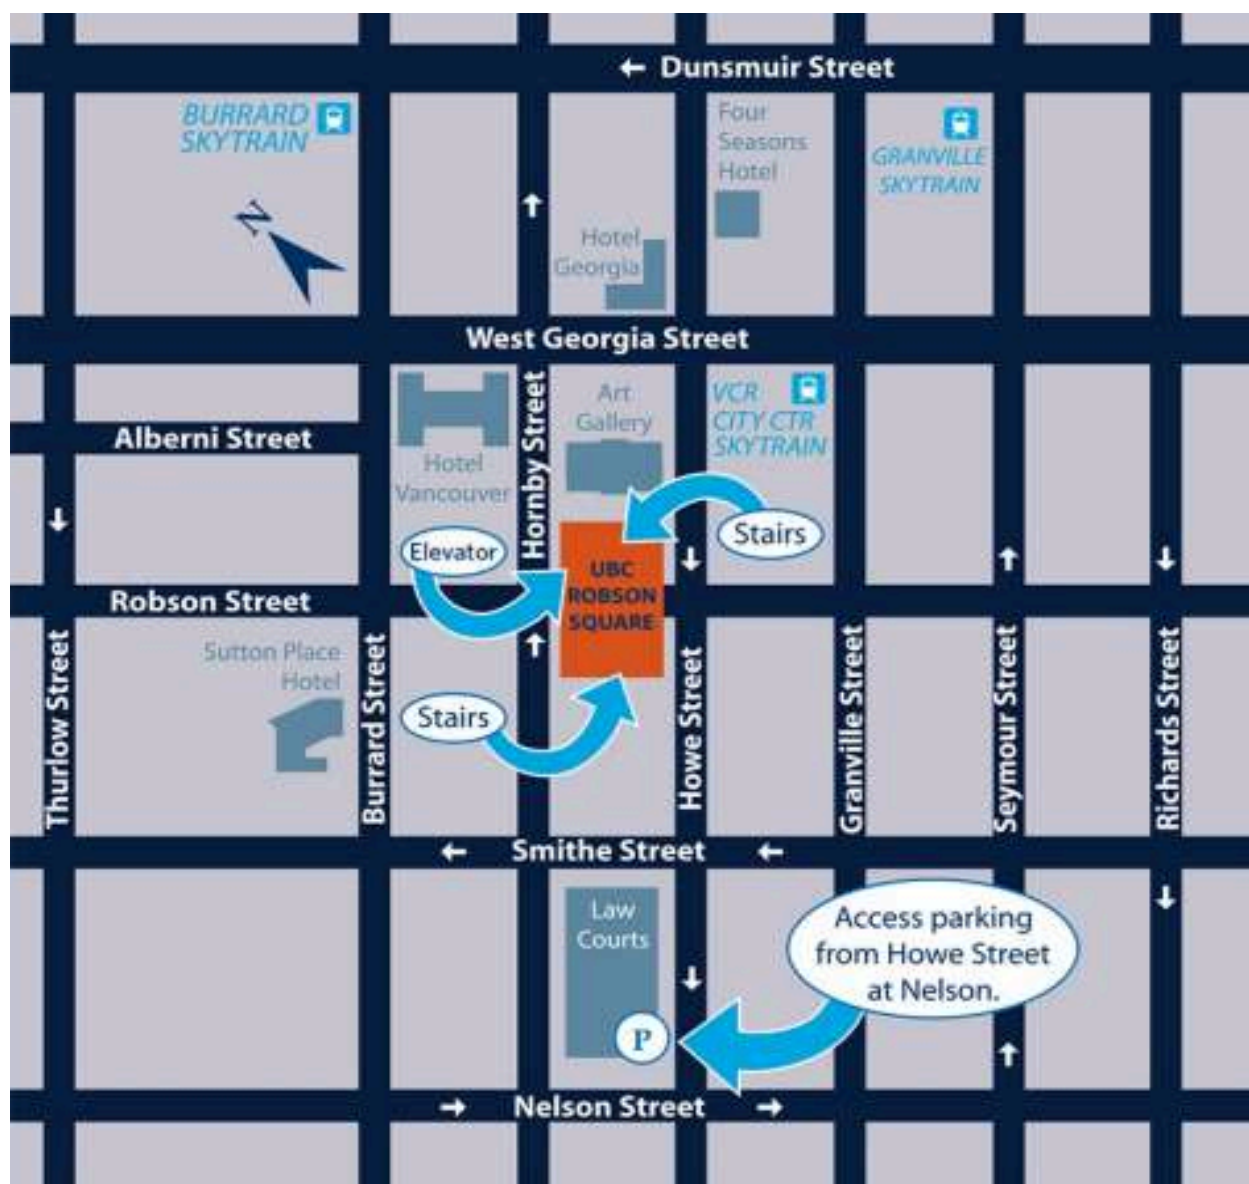 ← Dunsmuir Street
BURRARD
SKYTRAIN
N
Four
Seasons
Hotel
GRANVILLE
SKYTRAIN
Hotel
Georgia
West Georgia Street
Alberni Street
Hotel
Vancouver
Hornby Street
Art
Gallery
VCR
CITY CTR
SKYTRAIN
Elevator
Stairs
UBC
ROBSON
SQUARE
Robson Street
Sutton Place
Hotel
Stairs
Thurlow Street
Burrard Street
Howe Street
Granville Street
Seymour Street
Richards Street
← Smithe Street ←
Law
Courts
P
Access parking
from Howe Street
at Nelson.
→ Nelson Street →